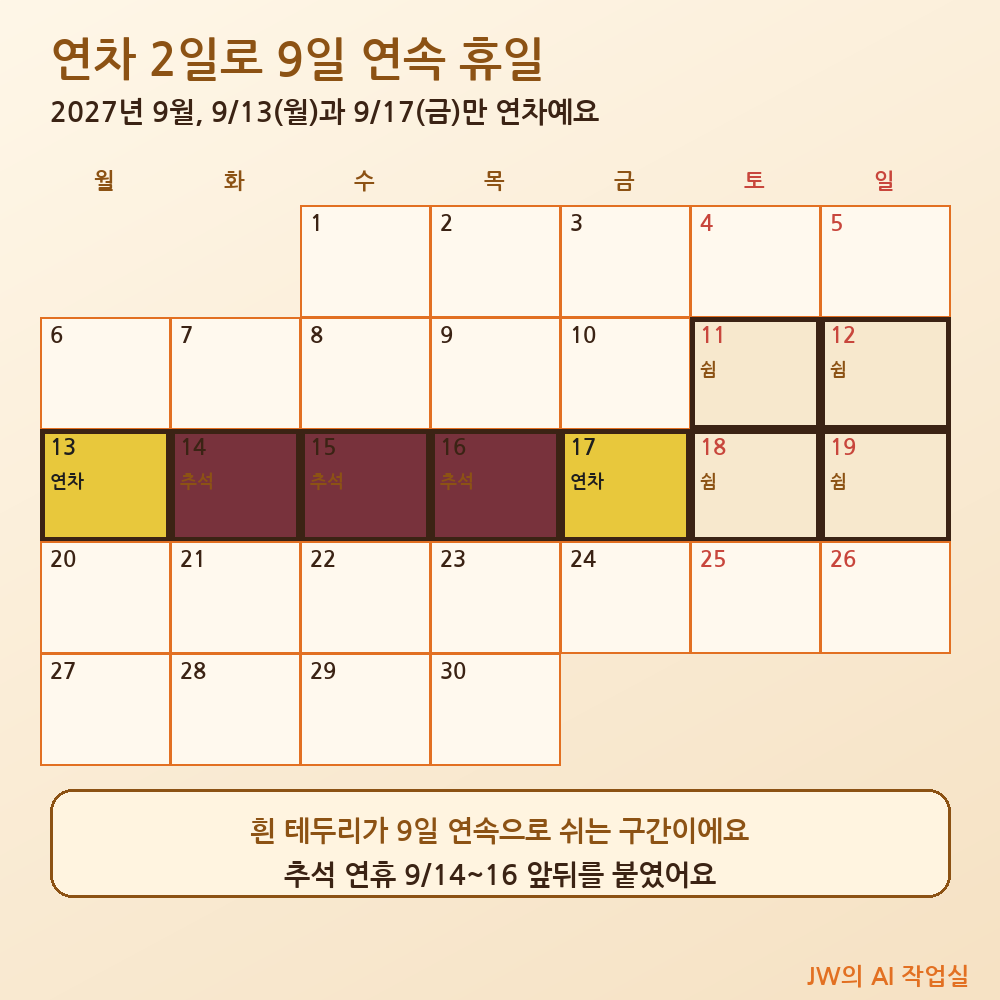 연차 2일로 9일 연속 휴일
2027년 9월, 9/13(월)과 9/17(금)만 연차예요
월 화 수 목 금 토 일
1 2 3 4 5
6 7 8 9 10 11 12
쉼 쉼
13 14 15 16 17 18 19
연차 추석 추석 추석 연차 쉼 쉼
20 21 22 23 24 25 26
27 28 29 30
흰 테두리가 9일 연속으로 쉬는 구간이에요
추석 연휴 9/14~16 앞뒤를 붙였어요
JW의 AI 작업실